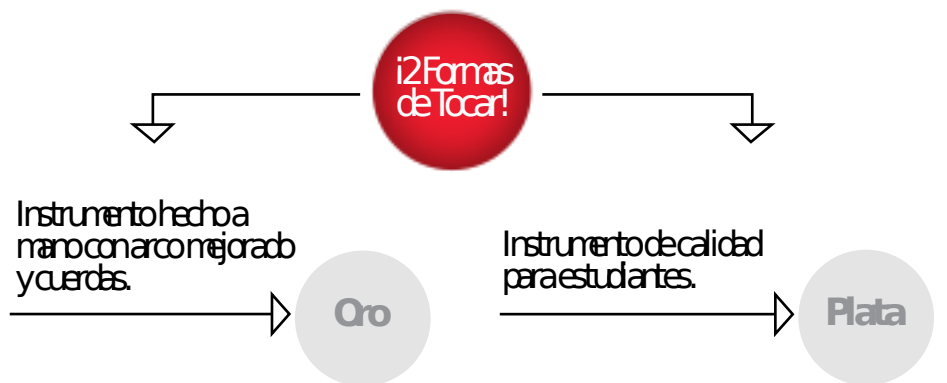 ¡2 Formas
de Tocar!
Instrumento hecho a
mano con arco mejorado
y cuerdas.
Oro
Instrumento de calidad
para estudiantes.
Plata